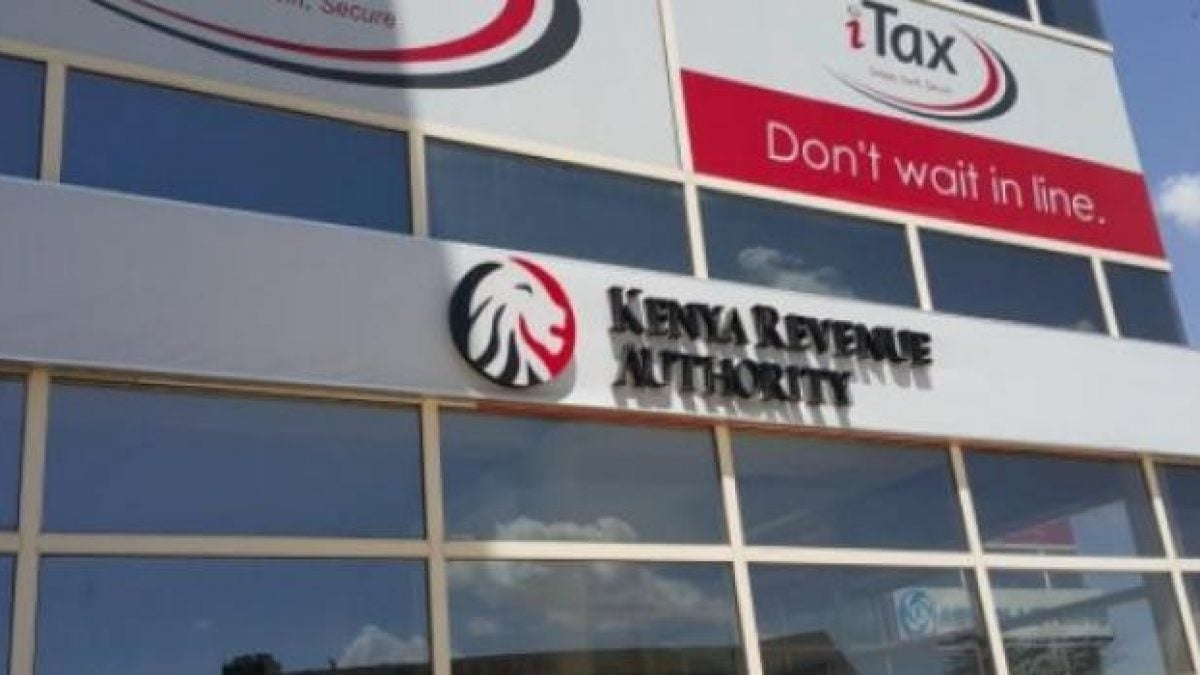 Secure
iTax
Don't wait in line.
KENYA REVENUE
AUTHORITY